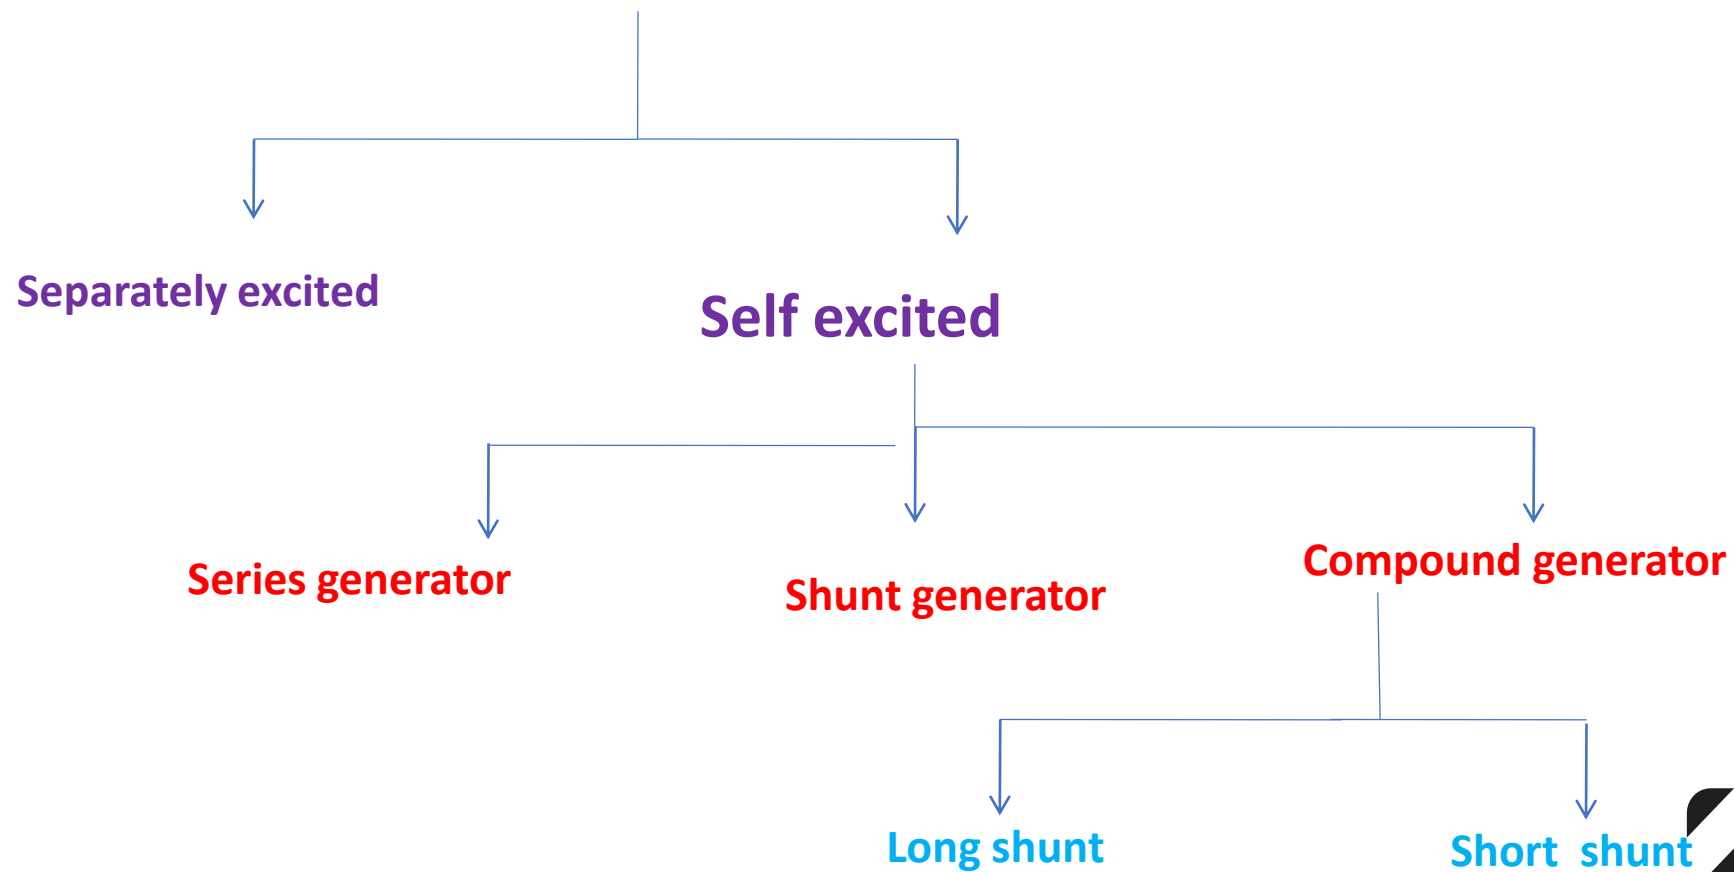 Separately excited
Self excited
Series generator
Shunt generator
Compound generator
Long shunt
Short  shunt